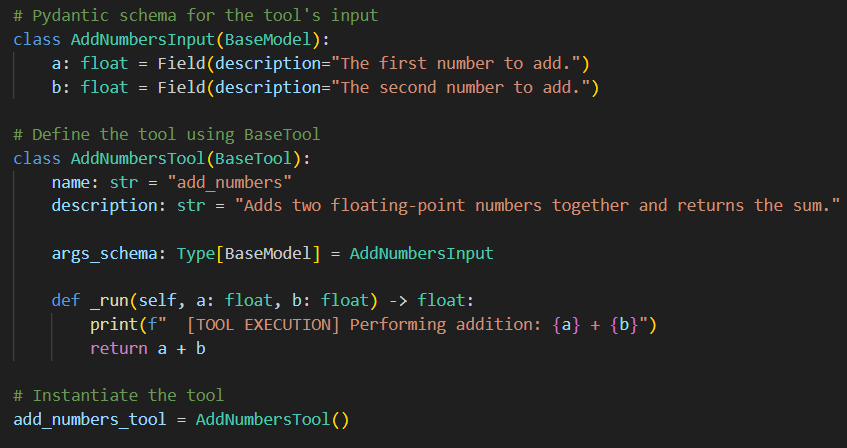 # Pydantic schema for the tool's input
class AddNumbersInput(BaseModel):
    a: float = Field(description="The first number to add.")
    b: float = Field(description="The second number to add.")

# Define the tool using BaseTool
class AddNumbersTool(BaseTool):
    name: str = "add_numbers"
    description: str = "Adds two floating-point numbers together and returns the sum."

    args_schema: Type[BaseModel] = AddNumbersInput

    def _run(self, a: float, b: float) -> float:
        print(f"  [TOOL EXECUTION] Performing addition: {a} + {b}")
        return a + b

# Instantiate the tool
add_numbers_tool = AddNumbersTool()